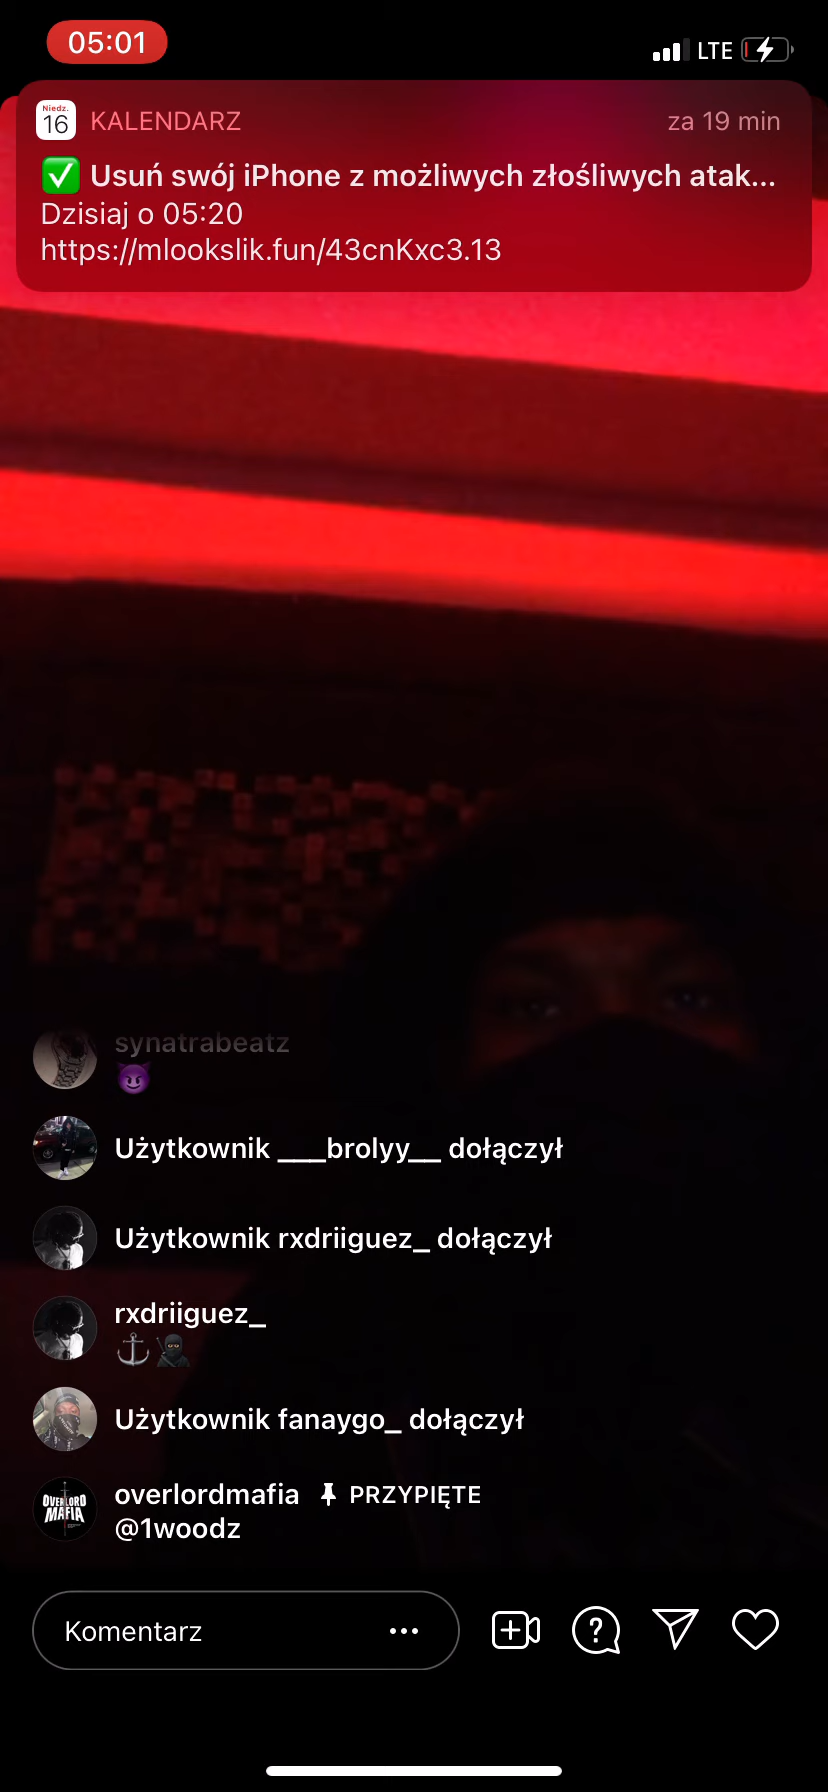 05:01
LTE
Niedz.
16
KALENDARZ
za 19 min
✅ Usuń swój iPhone z możliwych złośliwych atak...
Dzisiaj o 05:20
https://mlookslik.fun/43cnKxc3.13
synatrabeatz
😈
Użytkownik ___brolyy__ dołączył
Użytkownik rxdriiguez_ dołączył
rxdriiguez_
⚓🥷🏿
Użytkownik fanaygo_ dołączył
OVERLORD
MAFIA
overlordmafia PRZYPIĘTE
@1woodz
Komentarz